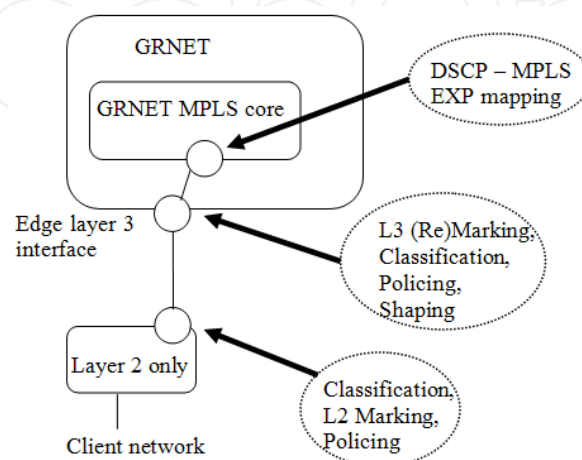 GRNET
GRNET MPLS core
DSCP – MPLS
EXP mapping
Edge layer 3
interface
L3 (Re)Marking,
Classification,
Policing,
Shaping
Layer 2 only
Classification,
L2 Marking,
Policing
Client network